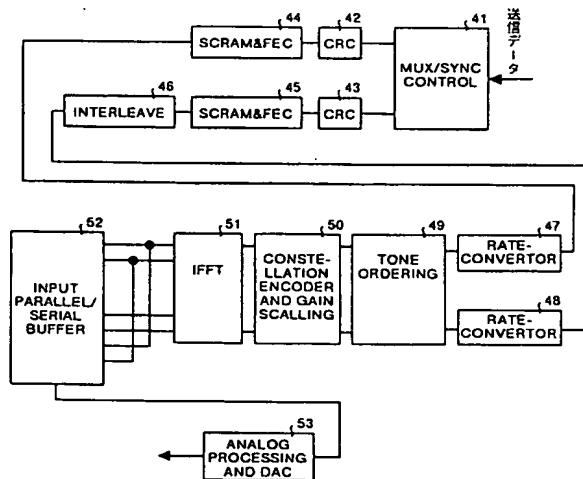 44
SCRAM&FEC
42
CRC
41
MUX/SYNC
CONTROL
送信データ
46
INTERLEAVE
45
SCRAM&FEC
43
CRC
52
INPUT
PARALLEL/
SERIAL
BUFFER
51
IFFT
50
CONSTE-
LLATION
ENCODER
AND GAIN
SCALLING
49
TONE
ORDERING
47
RATE-
CONVERTOR
48
RATE-
CONVERTOR
53
ANALOG
PROCESSING
AND DAC